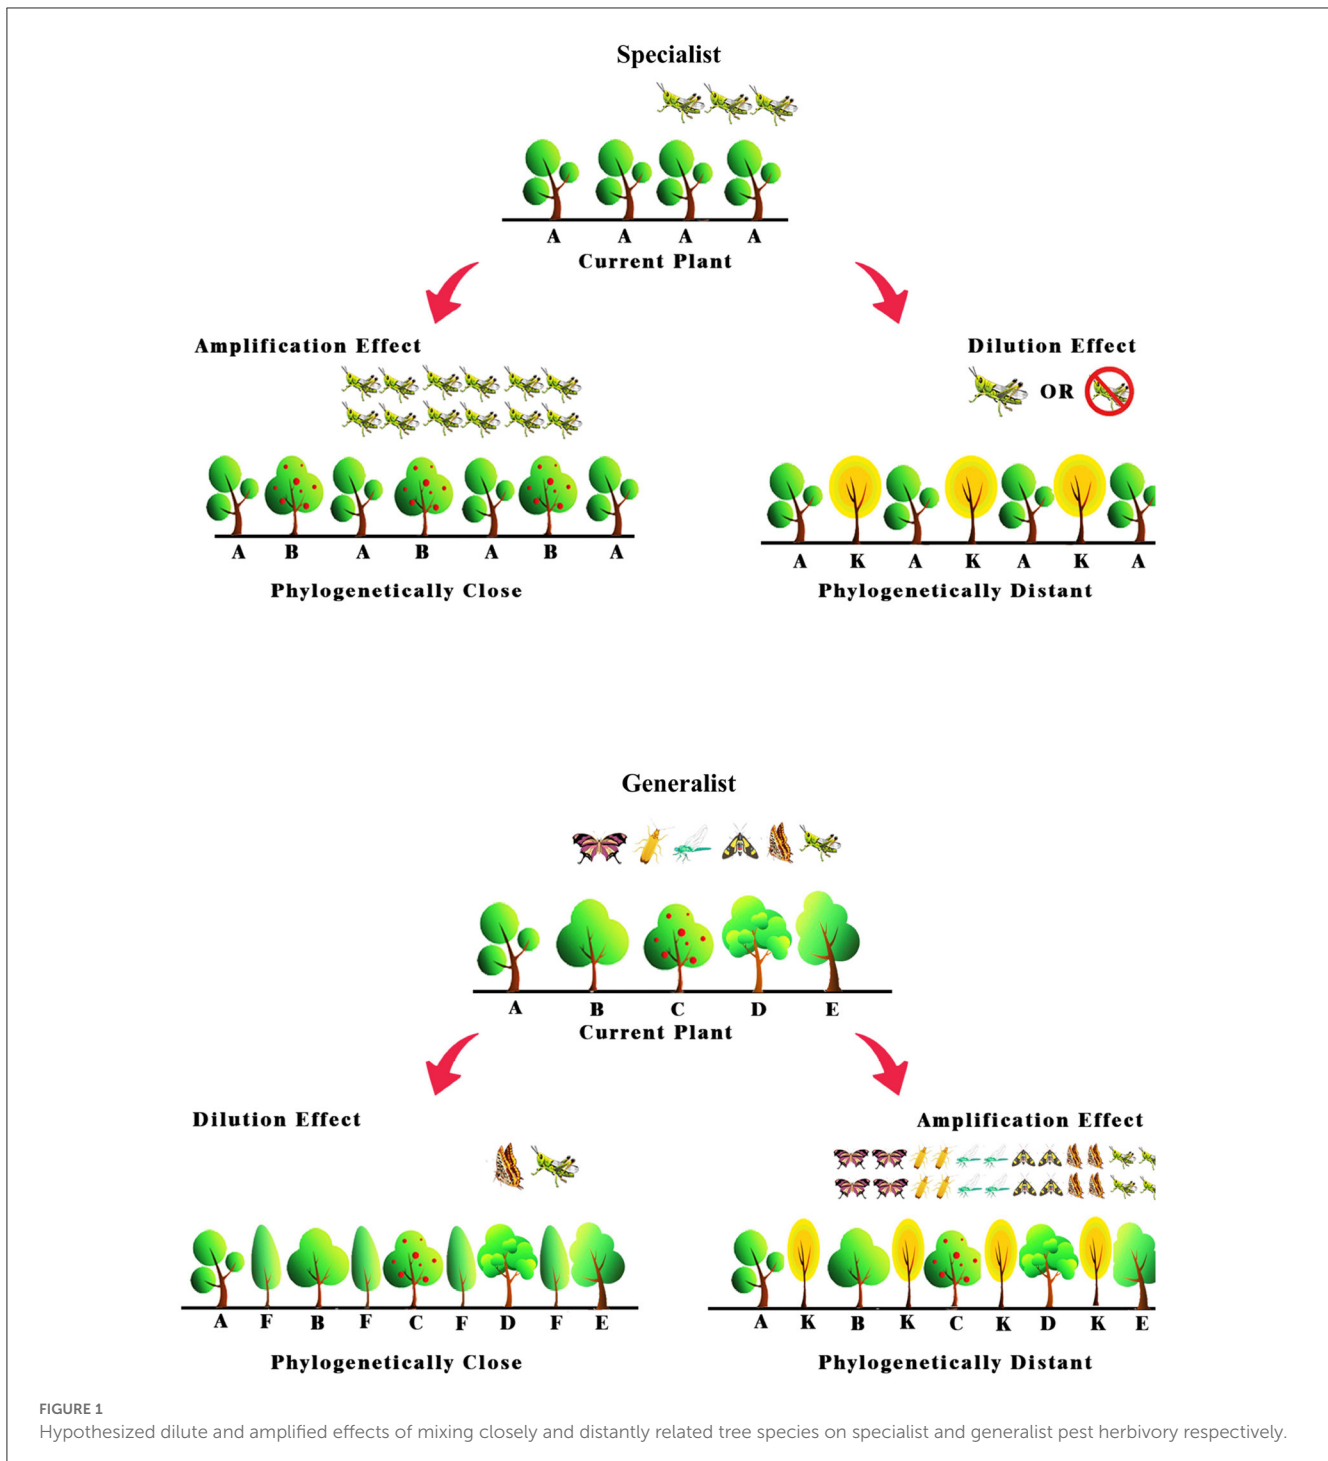 Specialist
A A A A
Current Plant
Amplification Effect
Dilution Effect
OR
A B A B A B A
Phylogenetically Close
A K A K A K A
Phylogenetically Distant
Generalist
A B C D E
Current Plant
Dilution Effect
Amplification Effect
A F B F C F D F E
Phylogenetically Close
A K B K C K D K E
Phylogenetically Distant
FIGURE 1
Hypothesized dilute and amplified effects of mixing closely and distantly related tree species on specialist and generalist pest herbivory respectively.